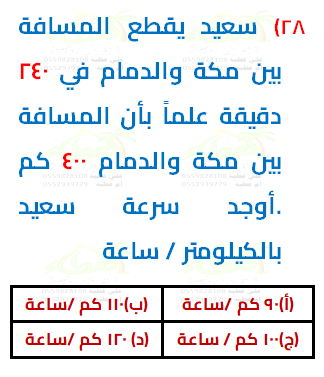 ٢٨) سعيد يقطع المسافة
بين مكة والدمام في ٢٤٠
دقيقة علماً بأن المسافة
بين مكة والدمام ٤٠٠ كم
.أوجد سرعة سعيد
بالكيلومتر / ساعة
(أ)٩٠ كم /ساعة (ب)١١٠ كم /ساعة
(ج)١٠٠ كم / ساعة (د) ١٢٠ كم /ساعة